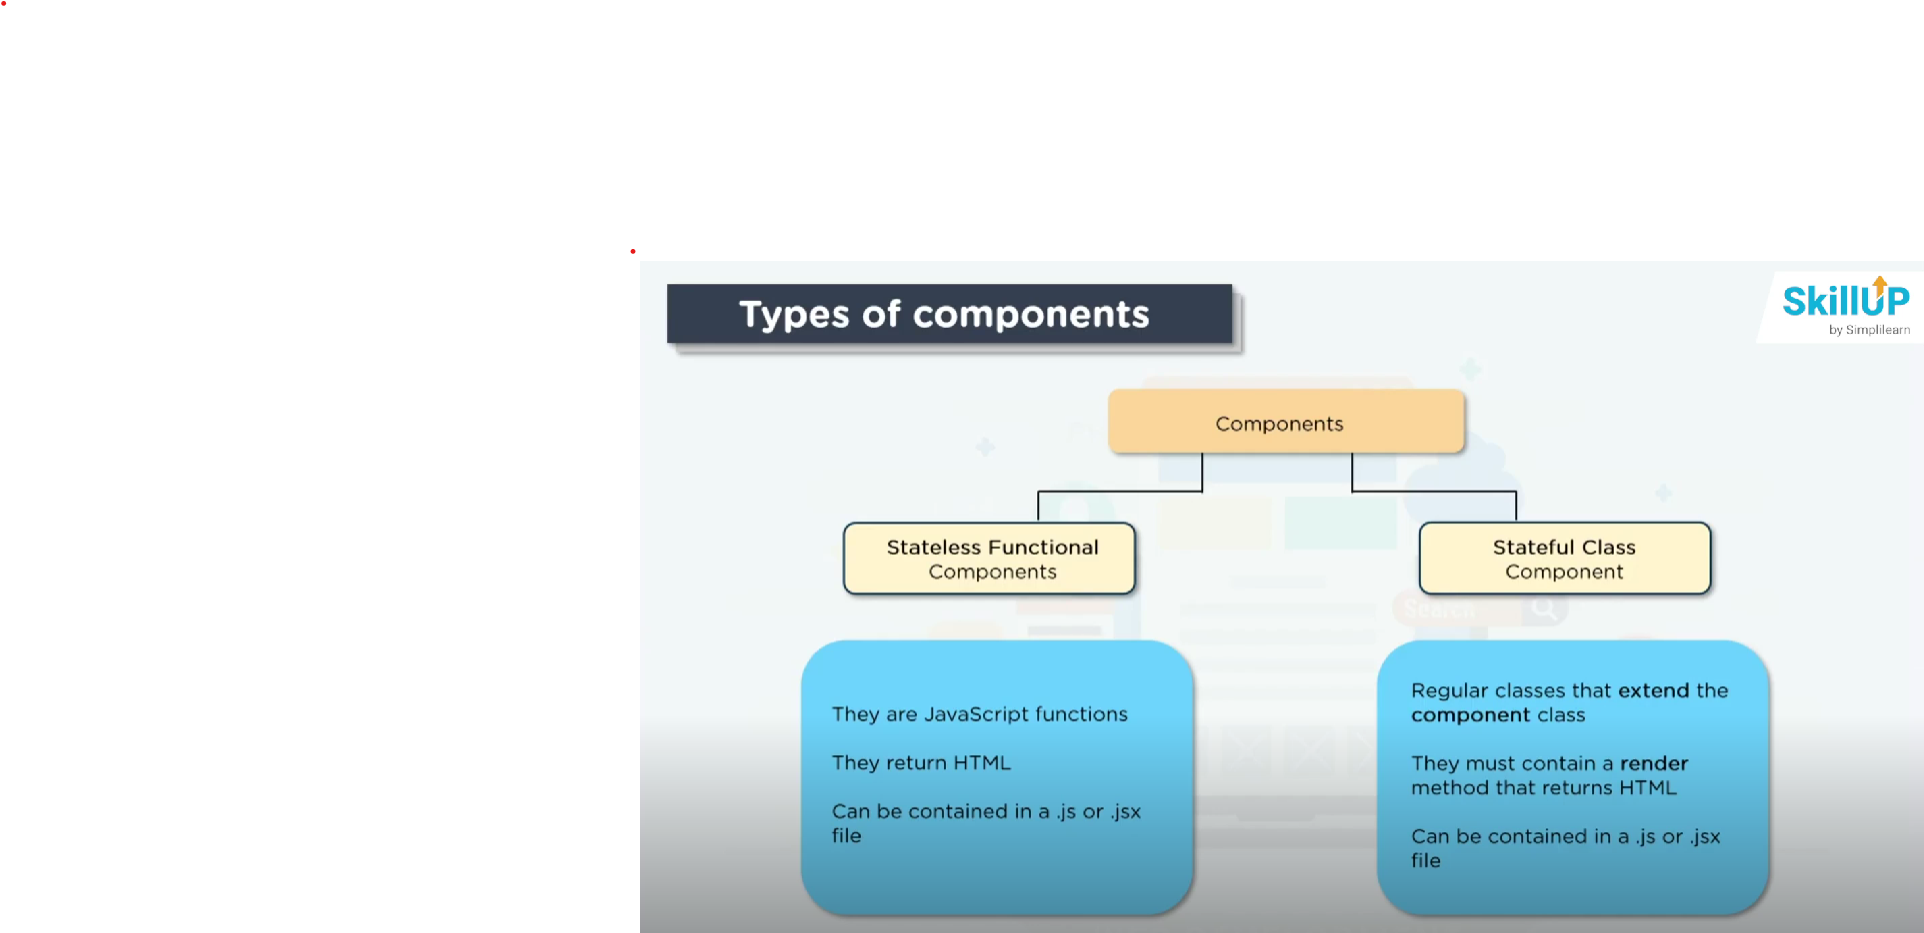 Types of components
SkillUP
by Simplilearn
Components
Stateless Functional
Components
Stateful Class
Component
Search
They are JavaScript functions
They return HTML
Can be contained in a .js or .jsx
file
Regular classes that extend the
component class
They must contain a render
method that returns HTML
Can be contained in a .js or .jsx
file